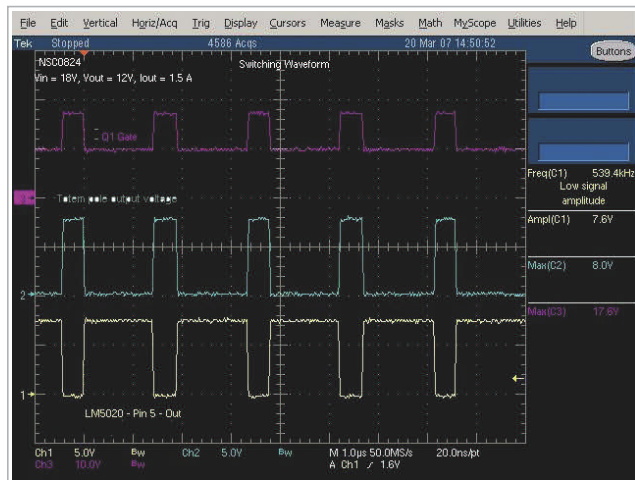 File Edit Vertical Horiz/Acq Trig Display Cursors Measure Masks Math MyScope Utilities Help
Tek Stopped 4586 Acqs 20 Mar 07 14:50:52
Buttons
NSC0824
Switching Waveform
Vin = 18V, Vout = 12V, Iout = 1.5 A
Q1 Gate
Freq(C1) 539.4kHz
Low signal
amplitude
Totem pole output voltage
Ampl(C1) 7.6V
Max(C2) 8.0V
2
Max(C3) 17.6V
1
LM5020 - Pin 5 - Out
Ch1 5.0V Bw Ch2 5.0V Bw M 1.0µs 50.0MS/s 20.0ns/pt
Ch3 10.0V Bw A Ch1 1.6V